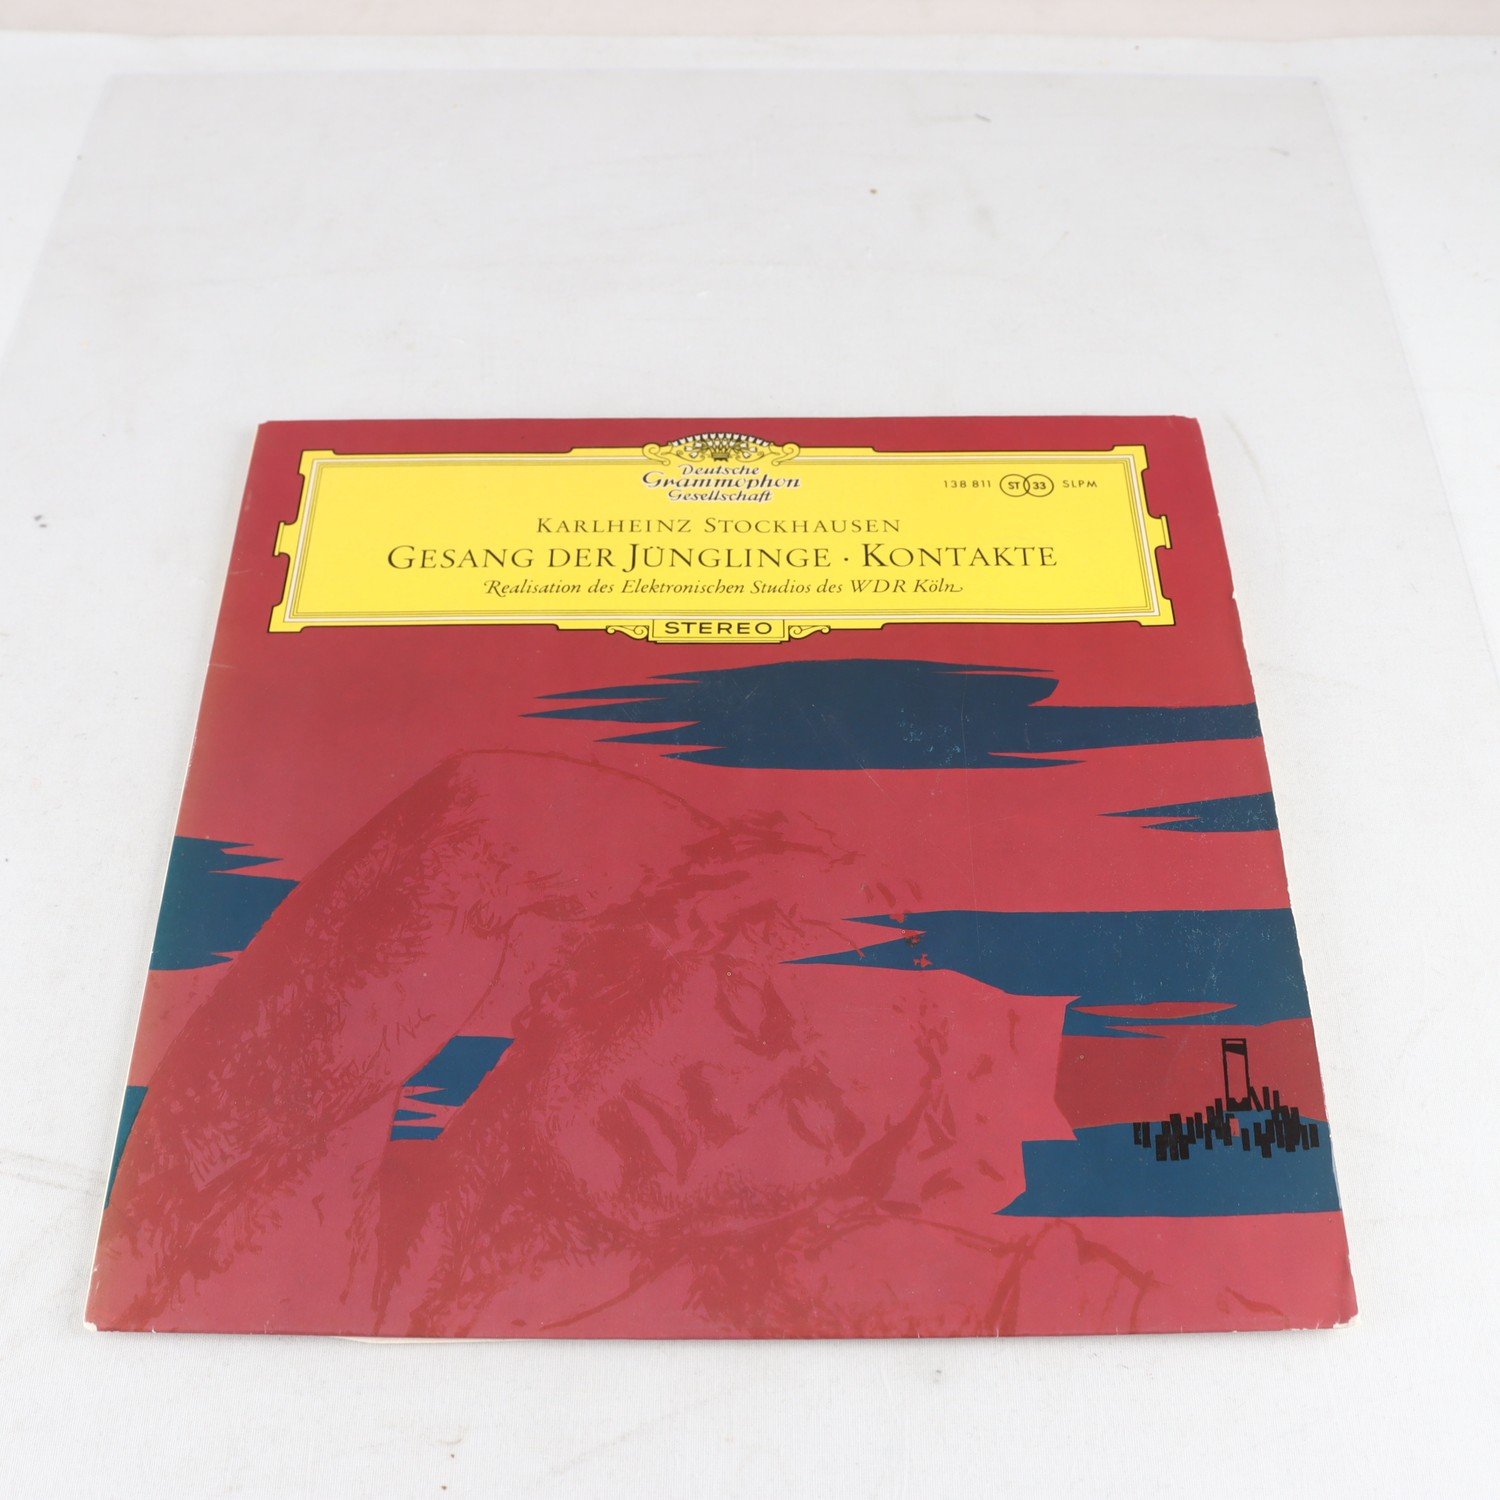 Deutsche
Grammophon
Gesellschaft
138 811 ST 33 SLPM
KARLHEINZ STOCKHAUSEN
GESANG DER JÜNGLINGE · KONTAKTE
Realisation des Elektronischen Studios des WDR Köln
STEREO